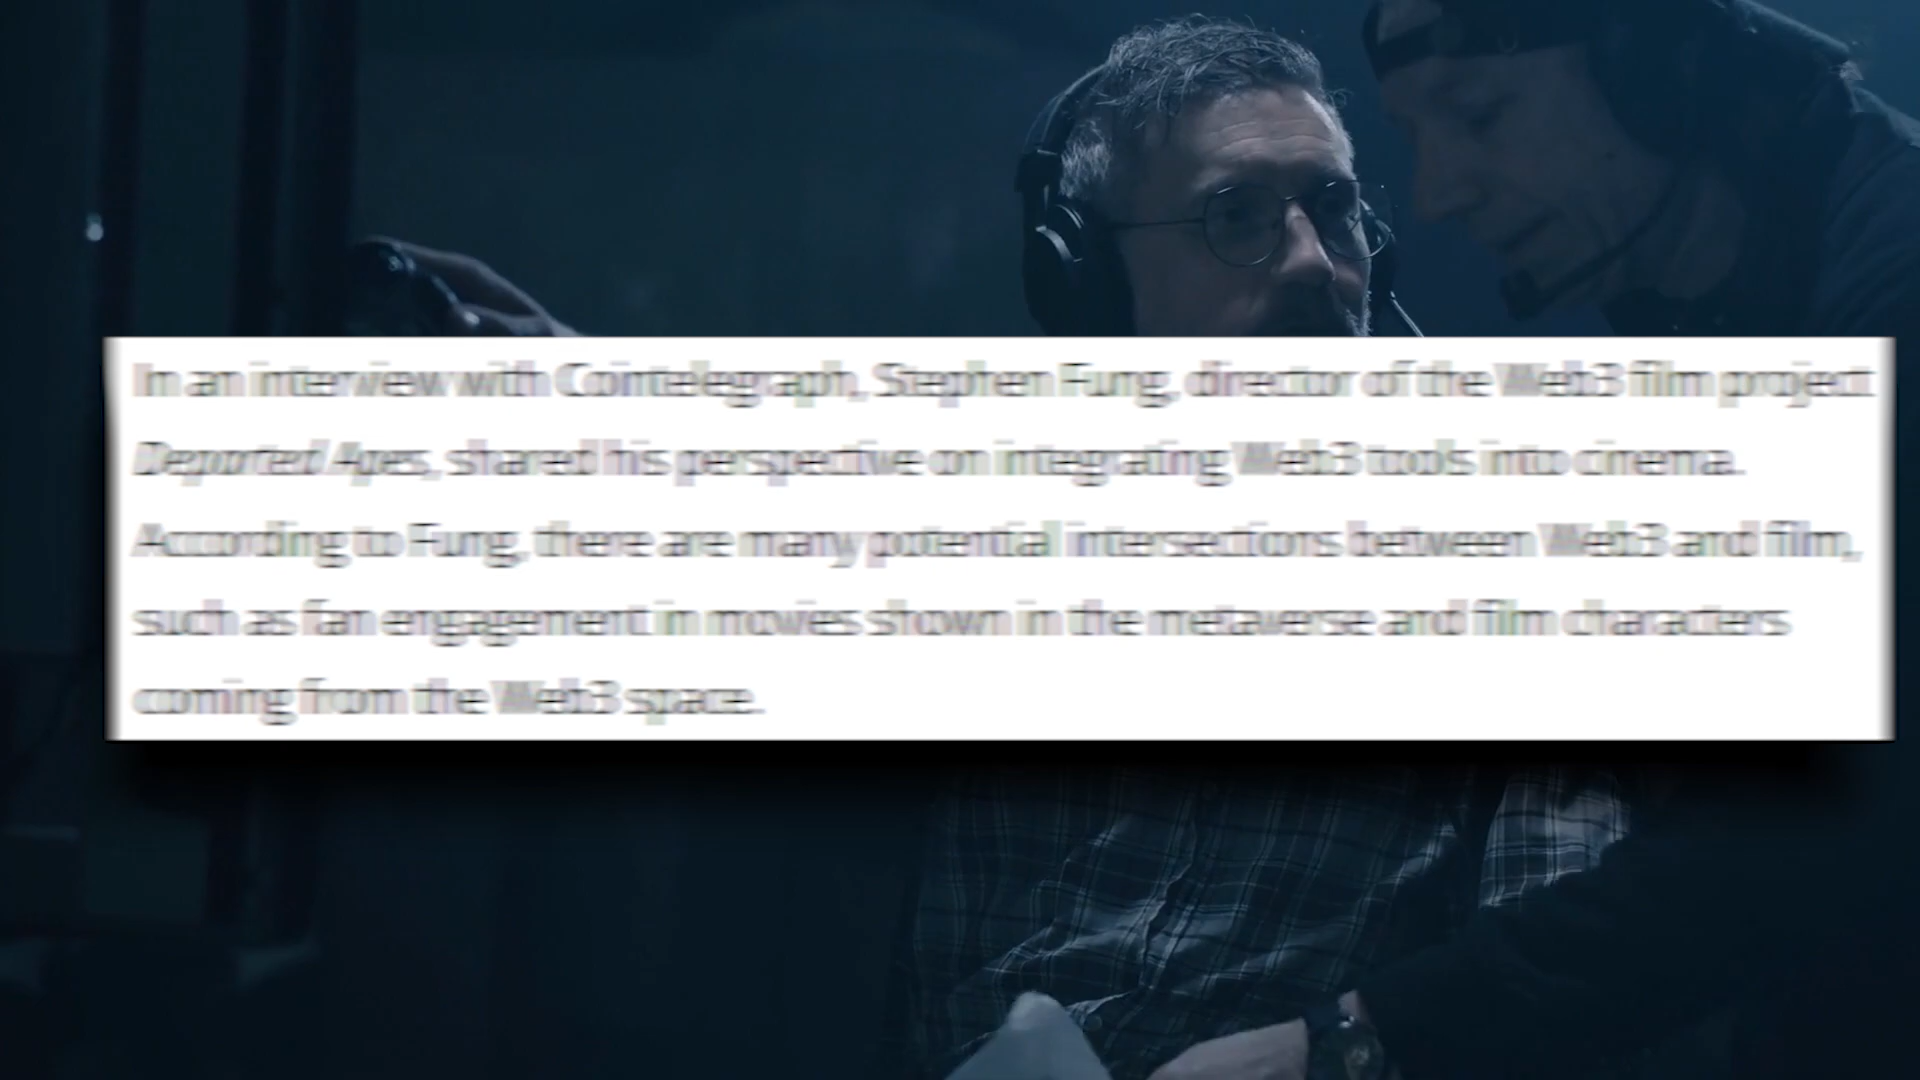 In an interview with Cointelegraph, Stephen Fung, director of the Web3 film project
Deported Apes, shared his perspective on integrating Web3 tools into cinema.
According to Fung, there are many potential intersections between Web3 and film,
such as fan engagement in movies shown in the metaverse and film characters
coming from the Web3 space.